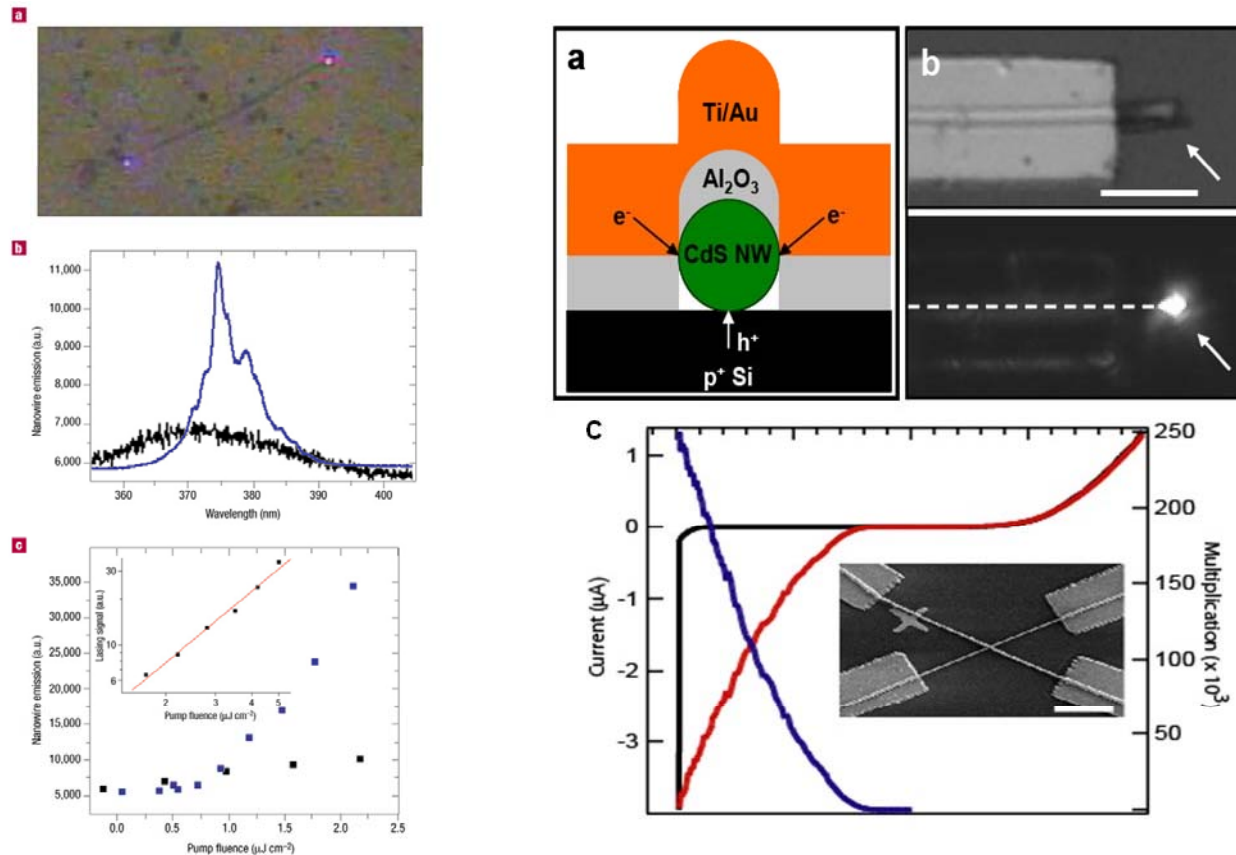 a
b
11,000
10,000
9,000
8,000
7,000
6,000
Nanowire emission (a.u.)
360
370
380
390
400
Wavelength (nm)
c
35,000
30,000
25,000
20,000
15,000
10,000
5,000
Nanowire emission (a.u.)
30
10
6
Lasing signal (a.u.)
2
3
4
5
Pump fluence (μJ cm⁻²)
0.0
0.5
1.0
1.5
2.0
2.5
Pump fluence (μJ cm⁻²)
a
Ti/Au
Al₂O₃
e⁻
e⁻
CdS NW
h⁺
p⁺ Si
b
C
1
0
-1
-2
-3
Current (μA)
250
200
150
100
50
0
Multiplication (x 10³)